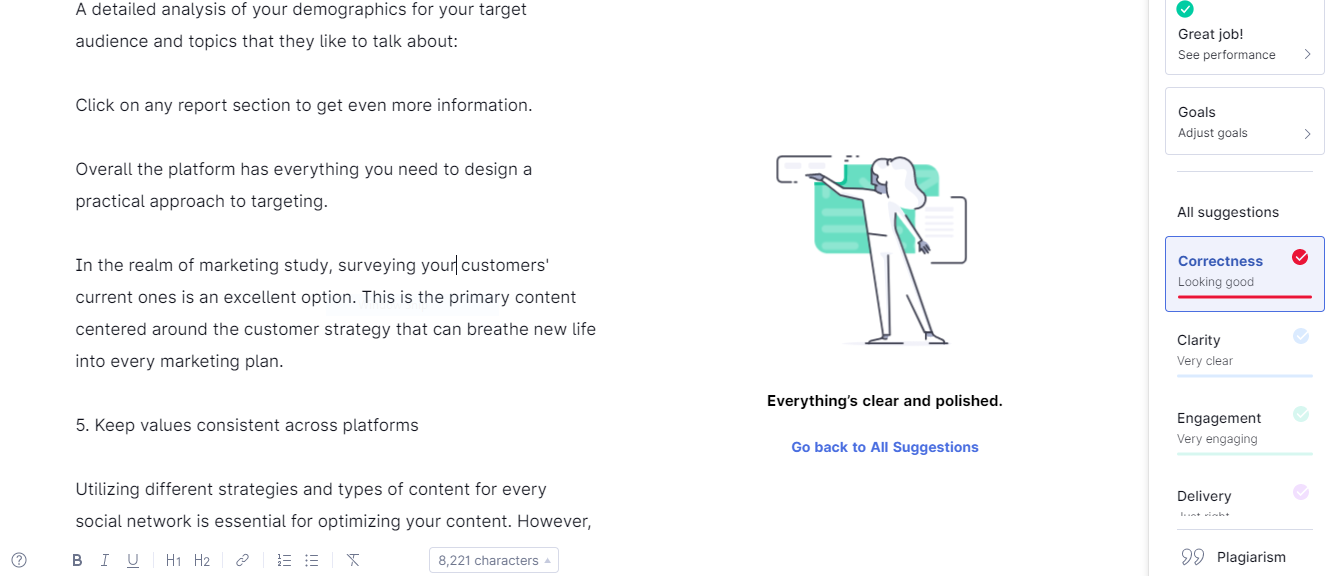 A detailed analysis of your demographics for your target
audience and topics that they like to talk about:
Click on any report section to get even more information.
Overall the platform has everything you need to design a
practical approach to targeting.
In the realm of marketing study, surveying your customers'
current ones is an excellent option. This is the primary content
centered around the customer strategy that can breathe new life
into every marketing plan.
5. Keep values consistent across platforms
Utilizing different strategies and types of content for every
social network is essential for optimizing your content. However,
B I U H1 H2
8,221 characters
Everything's clear and polished.
Go back to All Suggestions
Great job!
See performance
Goals
Adjust goals
All suggestions
Correctness
Looking good
Clarity
Very clear
Engagement
Very engaging
Delivery
Just right
Plagiarism